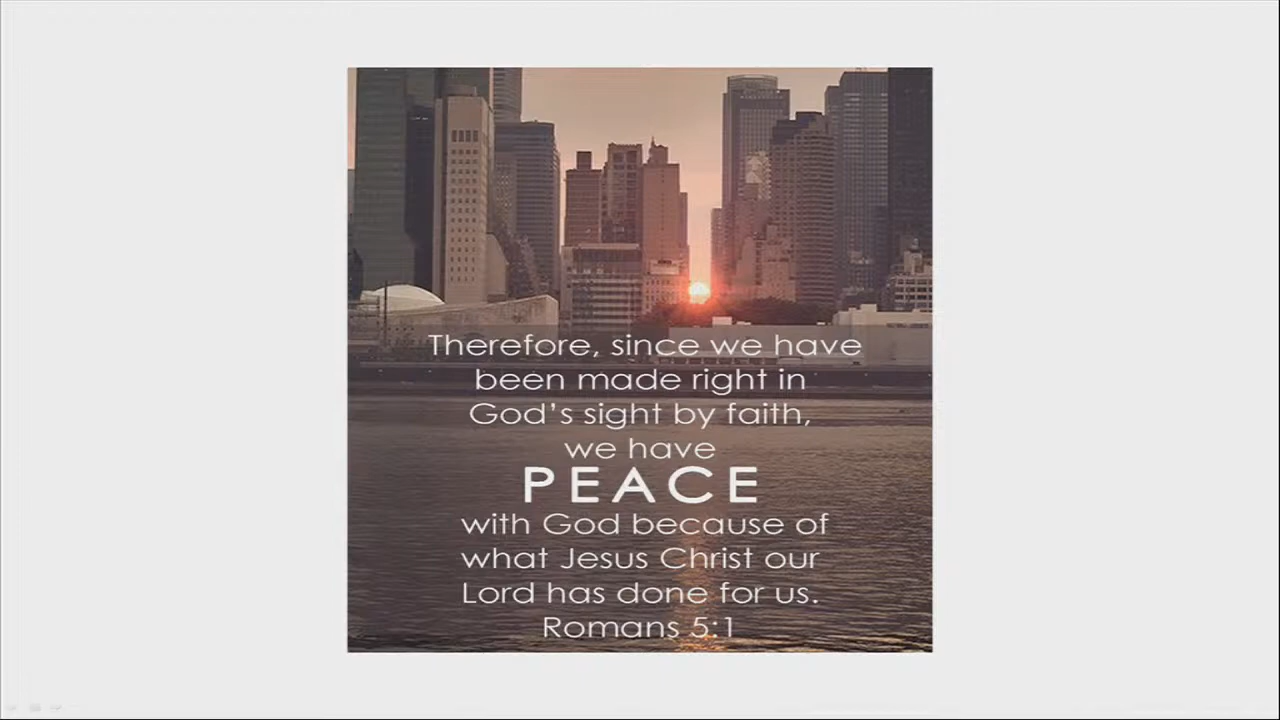 Therefore, since we have
been made right in
God's sight by faith,
we have
PEACE
with God because of
what Jesus Christ our
Lord has done for us.
Romans 5:1